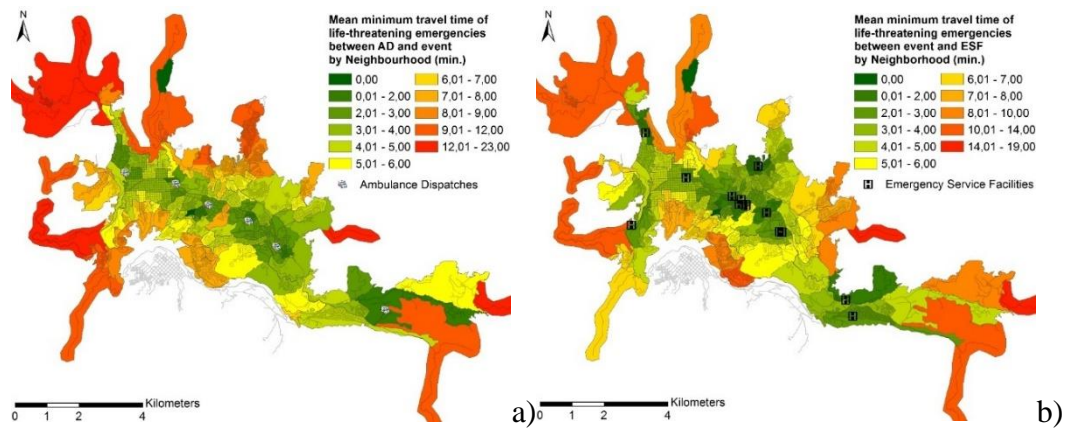 N
Mean minimum travel time of
life-threatening emergencies
between AD and event
by Neighbourhood (min.)
0,00
6,01 - 7,00
0,01 - 2,00
7,01 - 8,00
2,01 - 3,00
8,01 - 9,00
3,01 - 4,00
9,01 - 12,00
4,01 - 5,00
12,01 - 23,00
5,01 - 6,00
Ambulance Dispatches
Kilometers
0 1 2 4
a)
N
Mean minimum travel time of
life-threatening emergencies
between event and ESF
by Neighborhood (min.)
0,00
6,01 - 7,00
0,01 - 2,00
7,01 - 8,00
2,01 - 3,00
8,01 - 10,00
3,01 - 4,00
10,01 - 14,00
4,01 - 5,00
14,01 - 19,00
5,01 - 6,00
H Emergency Service Facilities
Kilometers
0 1 2 4
b)